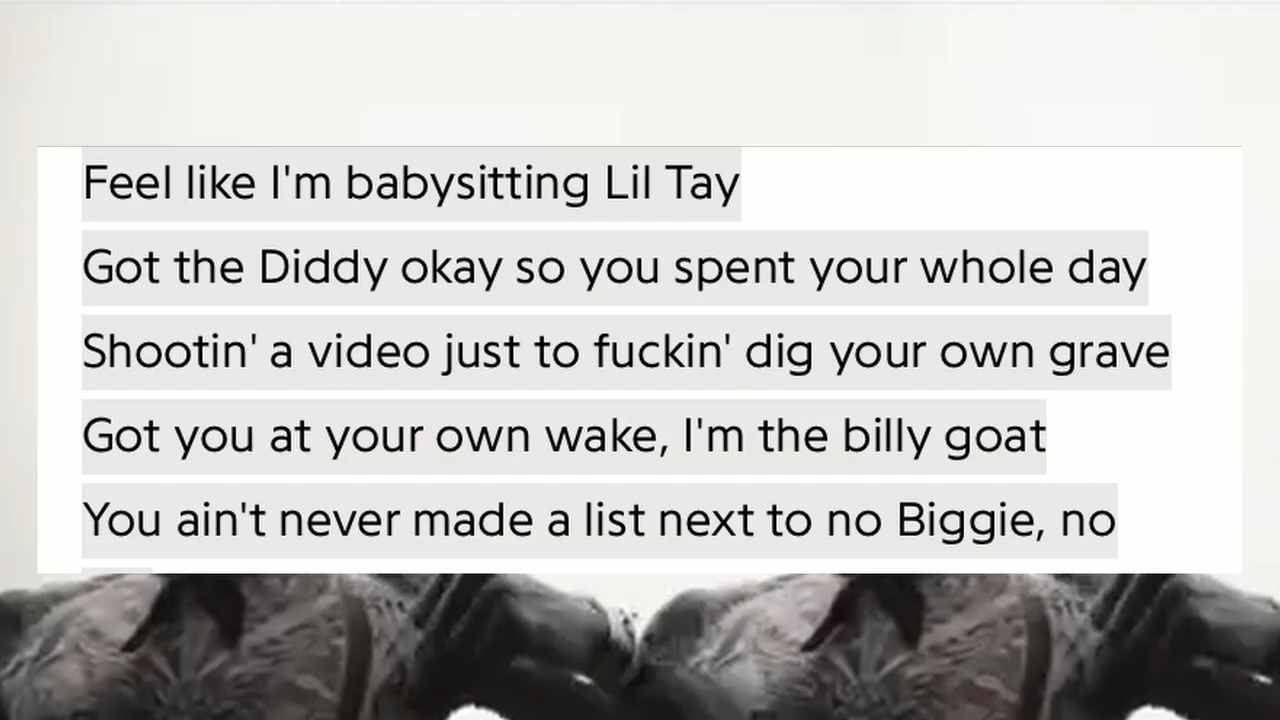 Feel like I'm babysitting Lil Tay
Got the Diddy okay so you spent your whole day
Shootin' a video just to fuckin' dig your own grave
Got you at your own wake, I'm the billy goat
You ain't never made a list next to no Biggie, no